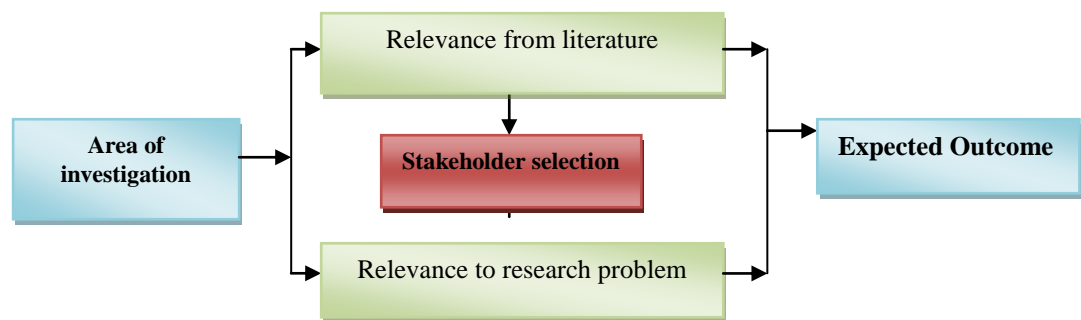 Relevance from literature
Area of
investigation
Stakeholder selection
Expected Outcome
Relevance to research problem